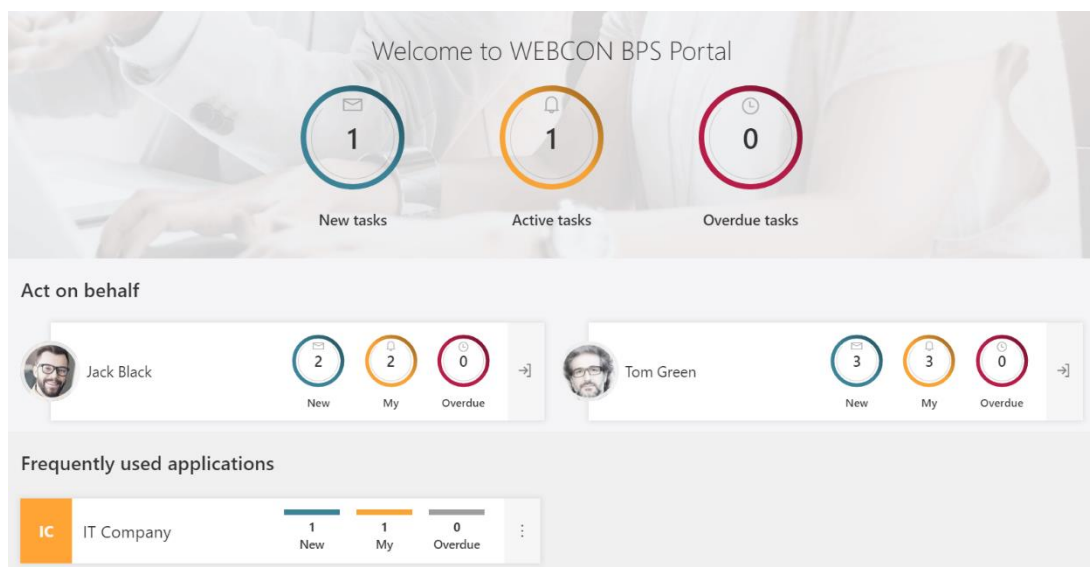 Welcome to WEBCON BPS Portal
1 1 0
New tasks Active tasks Overdue tasks
Act on behalf
Jack Black 2 2 0
New My Overdue
Tom Green 3 3 0
New My Overdue
Frequently used applications
IC IT Company 1 1 0
New My Overdue